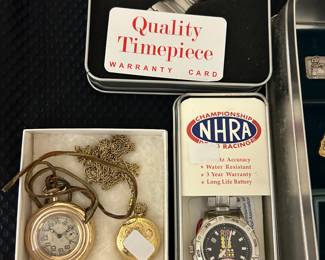 Quality
Timepiece
WARRANTY CARD
CHAMPIONSHIP
NHRA
RACING
Accuracy
• Water Resistant
• 3 Year Warranty
• Long Life Battery